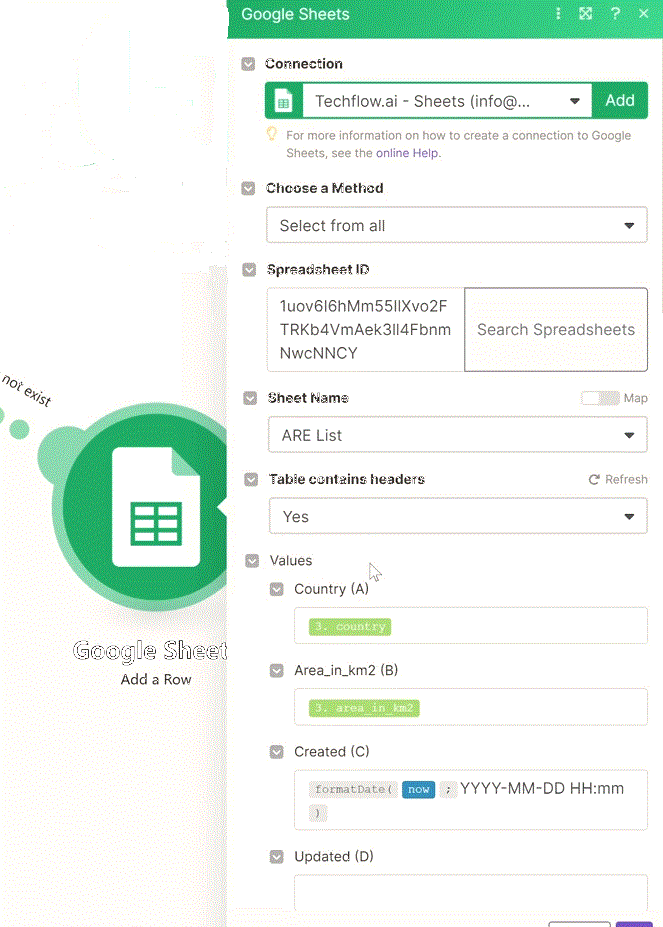 Google Sheets
?
Connection
Techflow.ai - Sheets (info@...
Add
For more information on how to create a connection to Google
Sheets, see the online Help.
Choose a Method
Select from all
Spreadsheet ID
1uov6I6hMm55IlXvo2F
TRKb4VmAek3lI4Fbnm
NwcNNCY
Search Spreadsheets
Sheet Name
Map
ARE List
Table contains headers
Refresh
Yes
Values
Country (A)
3. country
Area_in_km2 (B)
3. area_in_km2
Created (C)
formatDate( now ; YYYY-MM-DD HH:mm
)
Updated (D)
not exist
Google Sheet
Add a Row